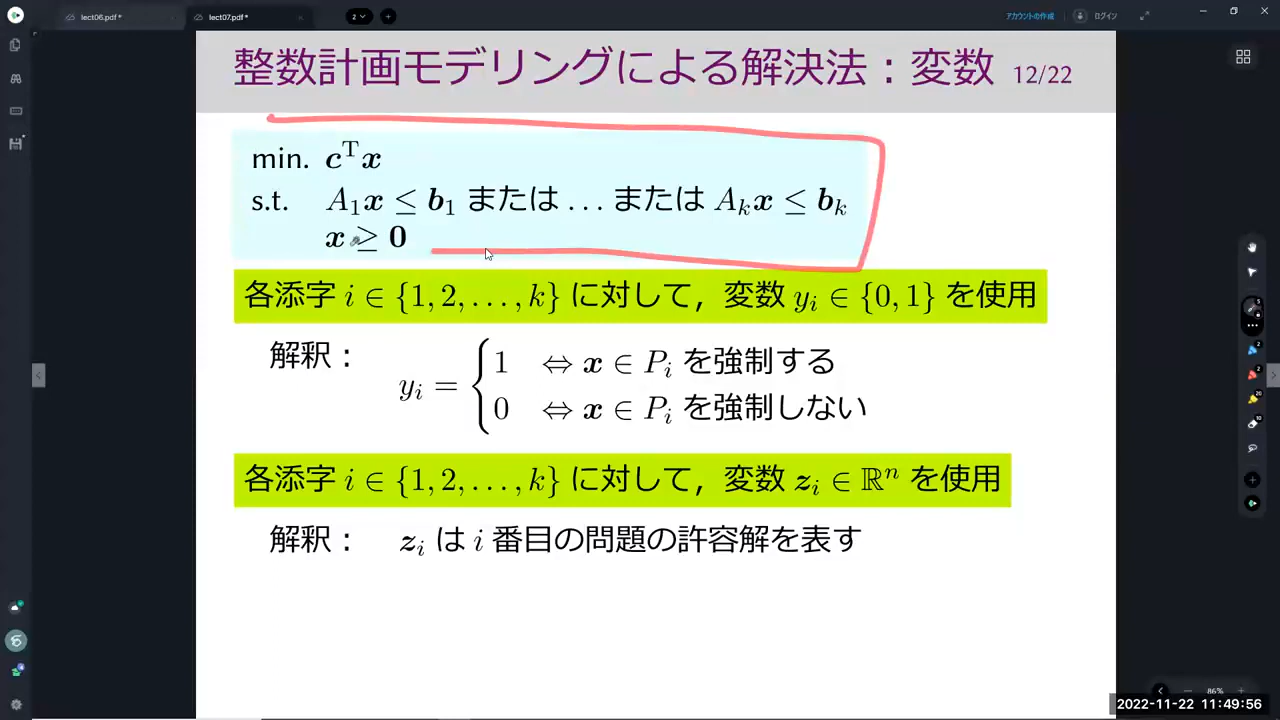 lect06.pdf *
lect07.pdf *
2
アカウントの作成
ログイン
整数計画モデリングによる解決法：変数 12/22
min. cᵀx
s.t. A₁x ≤ b₁ または … または Aₖx ≤ bₖ
x ≥ 0
各添字 i ∈ {1, 2, …, k} に対して，変数 yᵢ ∈ {0, 1} を使用
解釈：
yᵢ = { 1 ⇔ x ∈ Pᵢ を強制する
0 ⇔ x ∈ Pᵢ を強制しない
各添字 i ∈ {1, 2, …, k} に対して，変数 zᵢ ∈ ℝⁿ を使用
解釈： zᵢ は i 番目の問題の許容解を表す
86%
2022-11-22 11:49:56